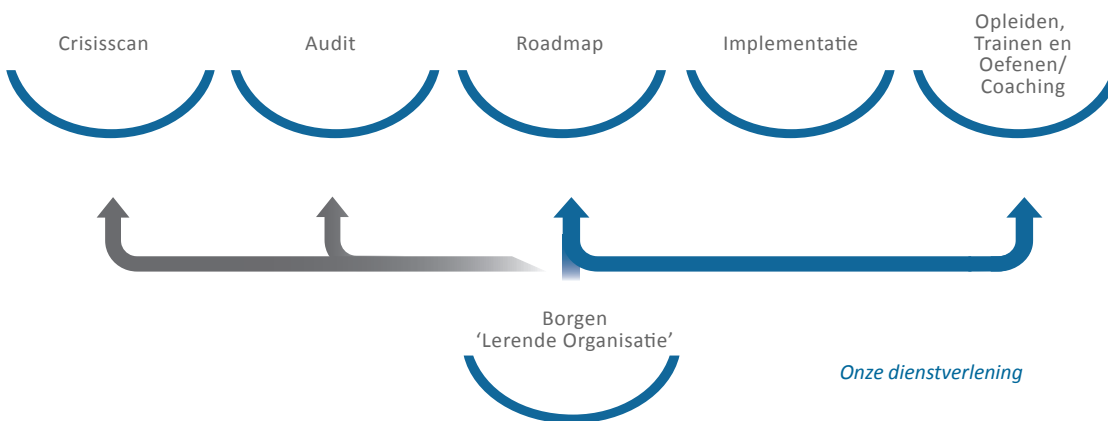 Crisisscan
Audit
Roadmap
Implementatie
Opleiden,
Trainen en
Oefenen/
Coaching
Borgen
‘Lerende Organisatie’
Onze dienstverlening